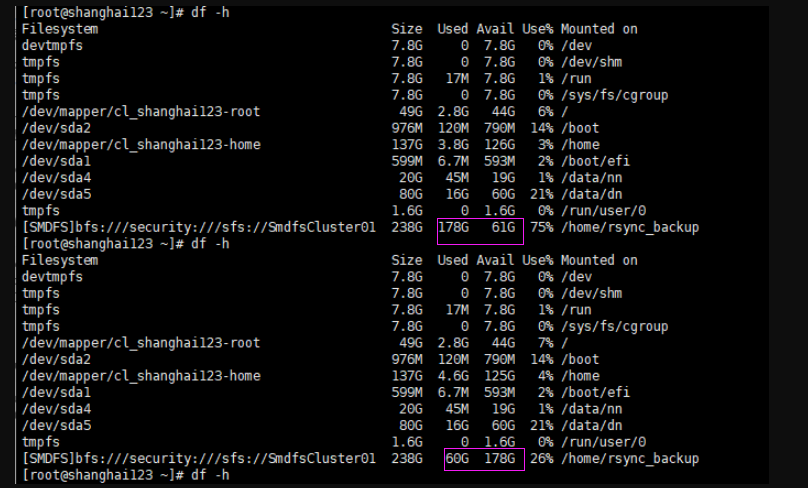 [root@shanghai123 ~]# df -h
Filesystem Size Used Avail Use% Mounted on
devtmpfs 7.8G 0 7.8G 0% /dev
tmpfs 7.8G 0 7.8G 0% /dev/shm
tmpfs 7.8G 17M 7.8G 1% /run
tmpfs 7.8G 0 7.8G 0% /sys/fs/cgroup
/dev/mapper/cl_shanghai123-root 49G 2.8G 44G 6% /
/dev/sda2 976M 120M 790M 14% /boot
/dev/mapper/cl_shanghai123-home 137G 3.8G 126G 3% /home
/dev/sda1 599M 6.7M 593M 2% /boot/efi
/dev/sda4 20G 45M 19G 1% /data/nn
/dev/sda5 80G 16G 60G 21% /data/dn
tmpfs 1.6G 0 1.6G 0% /run/user/0
[SMDFS]bfs:///security:///sfs://SmdfsCluster01 238G 178G 61G 75% /home/rsync_backup
[root@shanghai123 ~]# df -h
Filesystem Size Used Avail Use% Mounted on
devtmpfs 7.8G 0 7.8G 0% /dev
tmpfs 7.8G 0 7.8G 0% /dev/shm
tmpfs 7.8G 17M 7.8G 1% /run
tmpfs 7.8G 0 7.8G 0% /sys/fs/cgroup
/dev/mapper/cl_shanghai123-root 49G 2.8G 44G 7% /
/dev/sda2 976M 120M 790M 14% /boot
/dev/mapper/cl_shanghai123-home 137G 4.6G 125G 4% /home
/dev/sda1 599M 6.7M 593M 2% /boot/efi
/dev/sda4 20G 45M 19G 1% /data/nn
/dev/sda5 80G 16G 60G 21% /data/dn
tmpfs 1.6G 0 1.6G 0% /run/user/0
[SMDFS]bfs:///security:///sfs://SmdfsCluster01 238G 60G 178G 26% /home/rsync_backup
[root@shanghai123 ~]# df -h